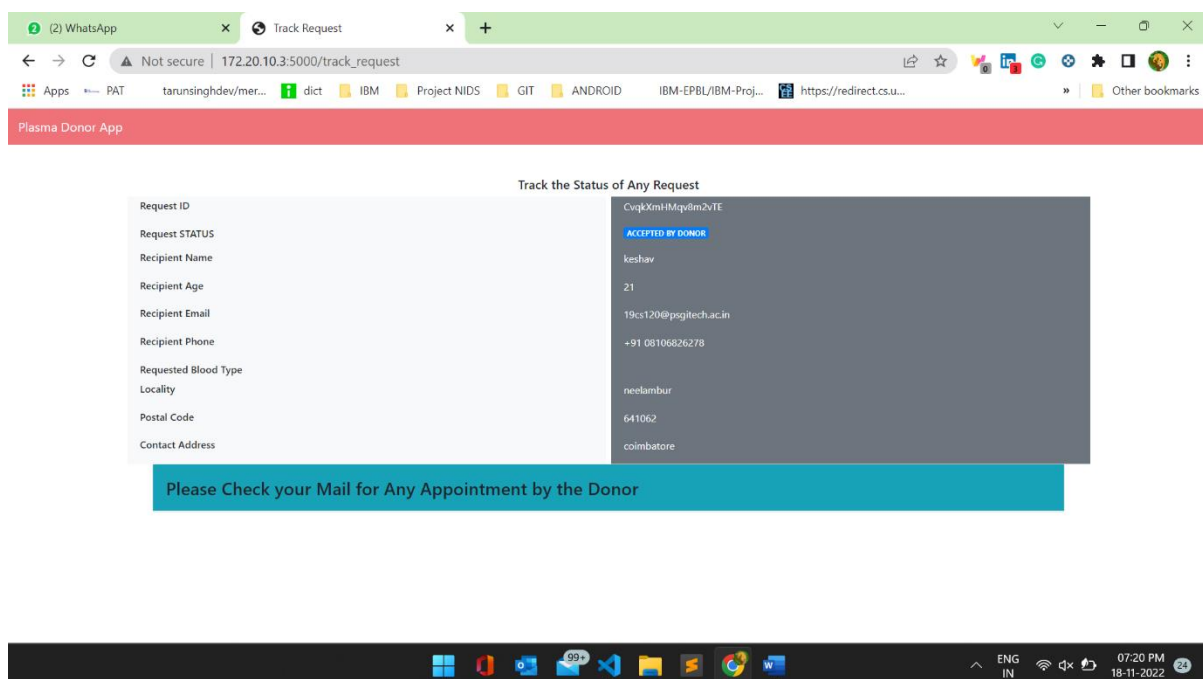 2 (2) WhatsApp Track Request
Not secure 172.20.10.3:5000/track_request
Apps PAT tarunsinghdev/mer... dict IBM Project NIDS GIT ANDROID IBM-EPBL/IBM-Proj... https://redirect.cs.u... » Other bookmarks
Plasma Donor App
Track the Status of Any Request
Request ID CvqkXmHMqv8m2vTE
Request STATUS ACCEPTED BY DONOR
Recipient Name keshav
Recipient Age 21
Recipient Email 19cs120@psgitech.ac.in
Recipient Phone +91 08106826278
Requested Blood Type
Locality neelambur
Postal Code 641062
Contact Address coimbatore
Please Check your Mail for Any Appointment by the Donor
99+ ENG 07:20 PM
IN 18-11-2022 24